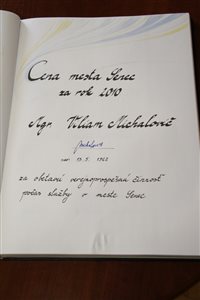 Cena mesta Senec
za rok 2010
Mgr. Viliam Michalovič
nar. 13. 5. 1962
za obetavú verejnoprospešnú činnosť
počas služby v meste Senec